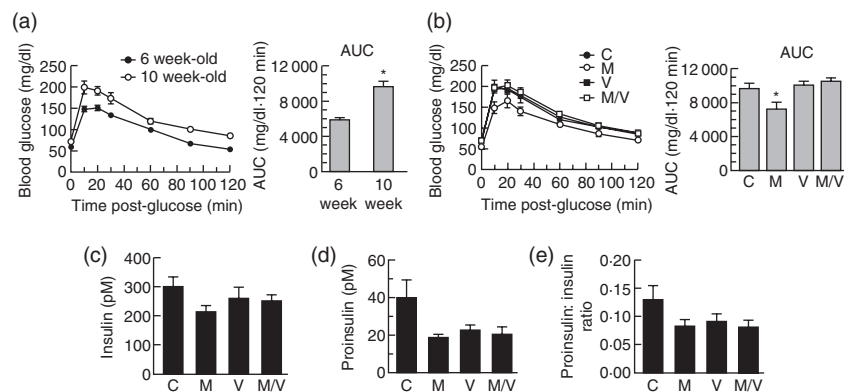 (a)
Blood glucose (mg/dl)
250
200
150
100
50
0
6 week-old
10 week-old
0 20 40 60 80 100 120
Time post-glucose (min)
AUC
AUC (mg/dl·120 min)
12 000
8 000
4 000
0
*
6 10
week week
(b)
Blood glucose (mg/dl)
250
200
150
100
50
0
C
M
V
M/V
0 20 40 60 80 100 120
Time post-glucose (min)
AUC
AUC (mg/dl·120 min)
12 000
8 000
4 000
0
*
C M V M/V
(c)
Insulin (pM)
400
300
200
100
0
C M V M/V
(d)
Proinsulin (pM)
60
40
20
0
C M V M/V
(e)
Proinsulin: insulin
ratio
0·20
0·15
0·10
0·05
0·00
C M V M/V